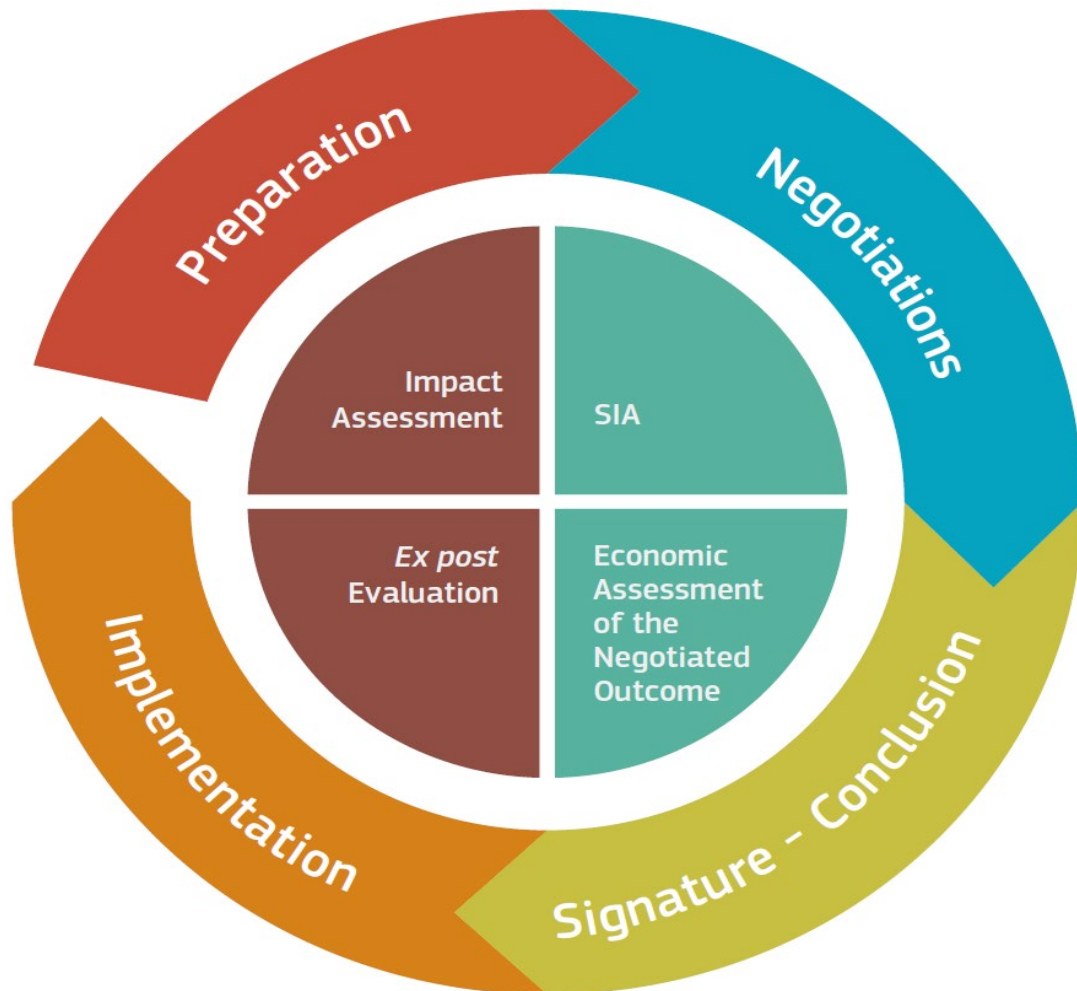 Preparation
Negotiations
Impact
Assessment
SIA
Ex post
Evaluation
Economic
Assessment
of the
Negotiated
Outcome
Implementation
Signature - Conclusion